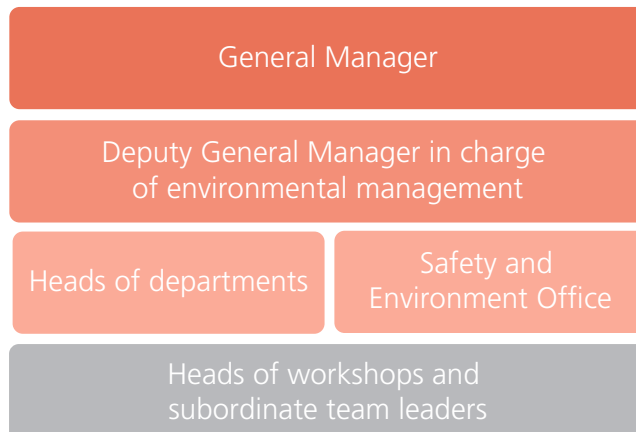 General Manager
Deputy General Manager in charge
of environmental management
Heads of departments
Safety and
Environment Office
Heads of workshops and
subordinate team leaders